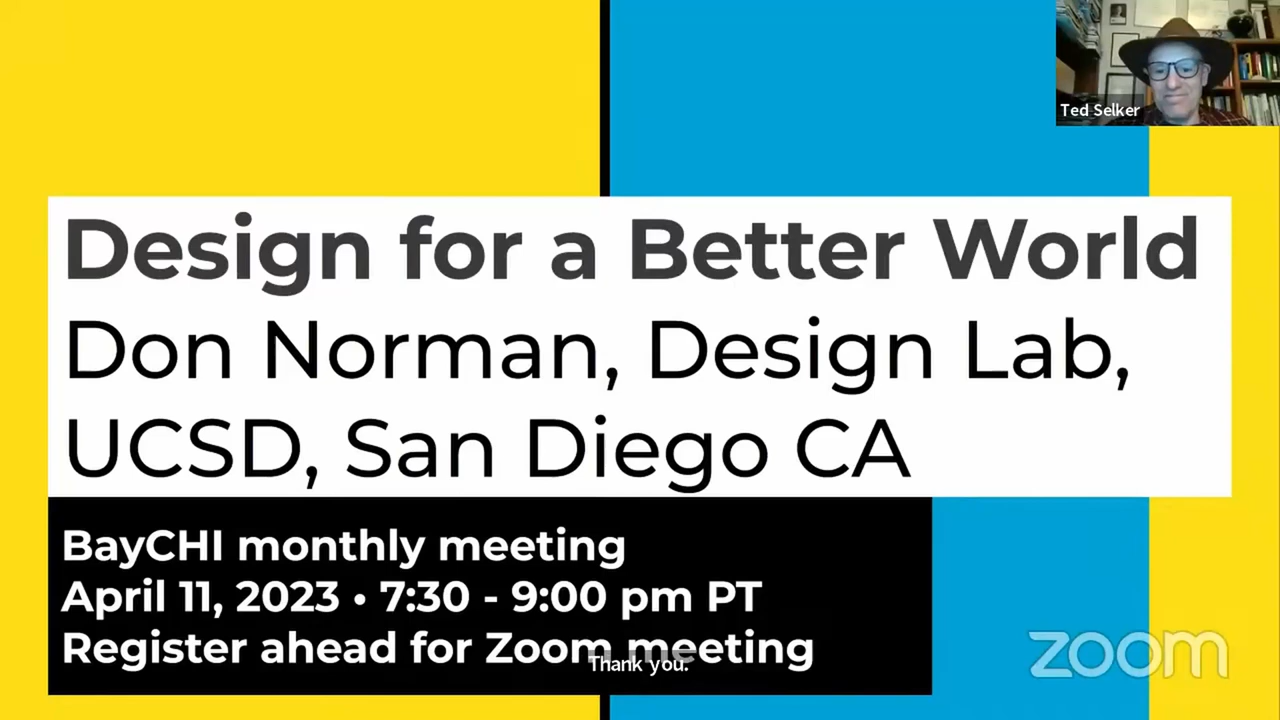 Ted Selker
Design for a Better World
Don Norman, Design Lab,
UCSD, San Diego CA
BayCHI monthly meeting
April 11, 2023 • 7:30 - 9:00 pm PT
Register ahead for Zoom meeting
Thank you.
zoom